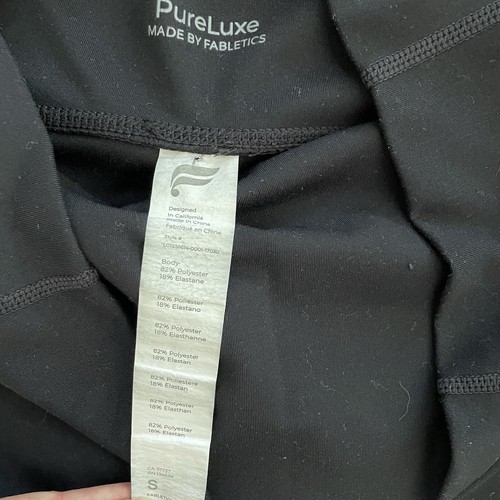 PureLuxe
MADE BY FABLETICS
Designed
In California
Made In China
Fabriqué en Chine
Style #
Body:
82% Polyester
18% Elastane
82% Polyester
18% Elastano
82% Polyester
18% Elasthanne
82% Polyester
18% Elastan
82% Poliestere
18% Elastan
82% Polyester
18% Elasthan
82% Polyester
18% Elastan
S